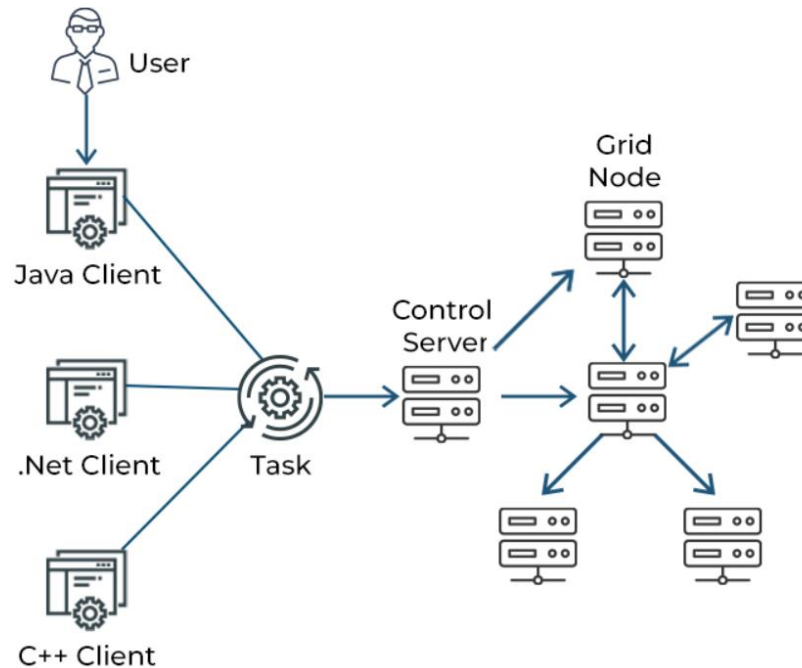 User
Java Client
.Net Client
C++ Client
Task
Control
Server
Grid
Node